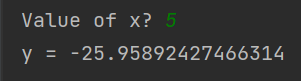 Value of x? 5
y = -25.95892427466314